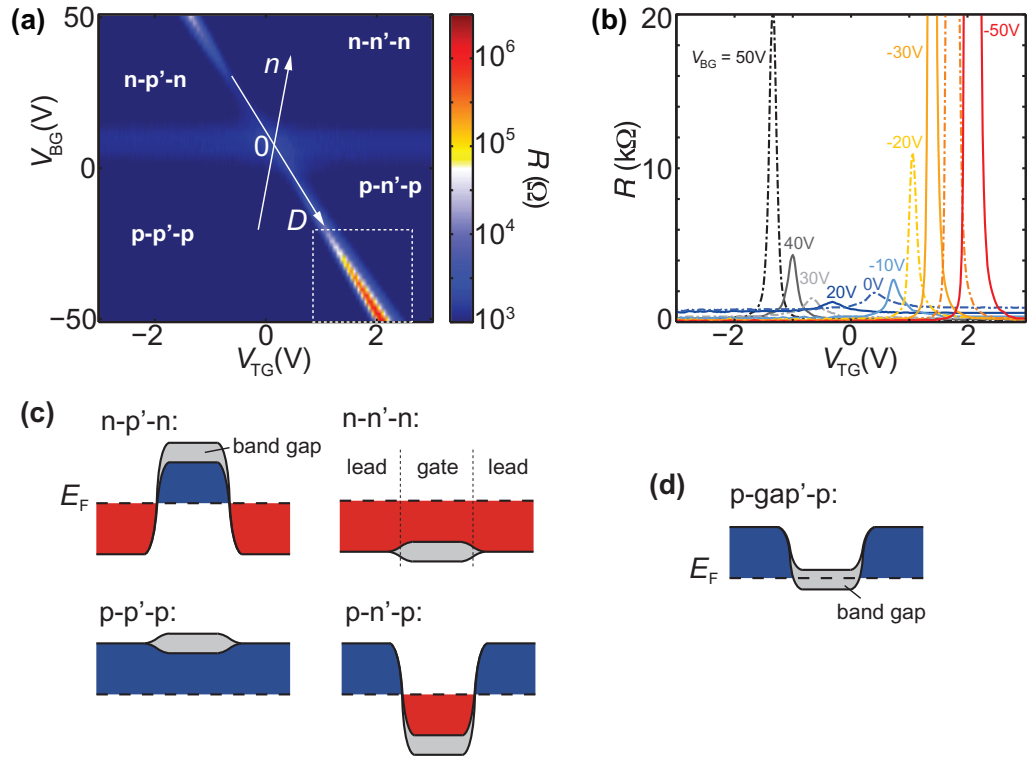 (a)
50
0
−50
V_BG(V)
n-p'-n
n-n'-n
p-n'-p
p-p'-p
n
0
D
−2
0
2
V_TG(V)
10^6
10^5
10^4
10^3
R (Ω)
(b)
20
10
0
R (kΩ)
V_BG = 50V
40V
30V
20V
0V
-10V
-20V
-30V
-50V
−2
0
2
V_TG(V)
(c)
n-p'-n:
band gap
E_F
n-n'-n:
lead gate lead
p-p'-p:
p-n'-p:
(d)
p-gap'-p:
E_F
band gap